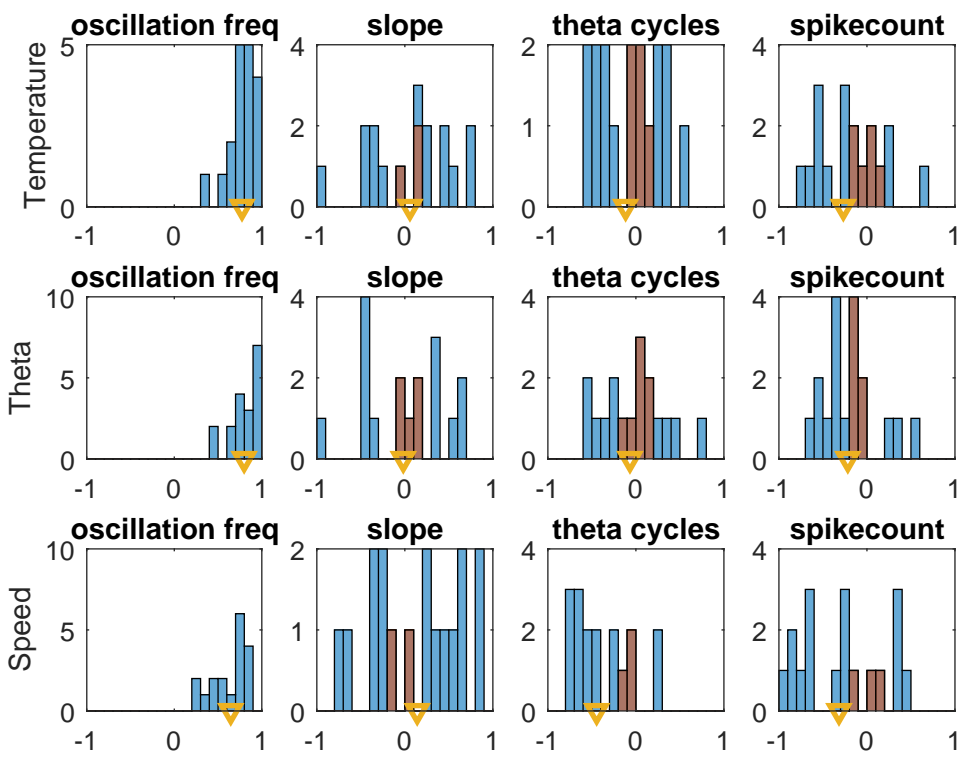 oscillation freq slope theta cycles spikecount
Temperature
5 4 2 4
2 1 2
0 0 0 0
-1 0 1 -1 0 1 -1 0 1 -1 0 1
oscillation freq slope theta cycles spikecount
Theta
10 4 4 4
5 2 2 2
0 0 0 0
-1 0 1 -1 0 1 -1 0 1 -1 0 1
oscillation freq slope theta cycles spikecount
Speed
10 2 4 4
5 1 2 2
0 0 0 0
-1 0 1 -1 0 1 -1 0 1 -1 0 1